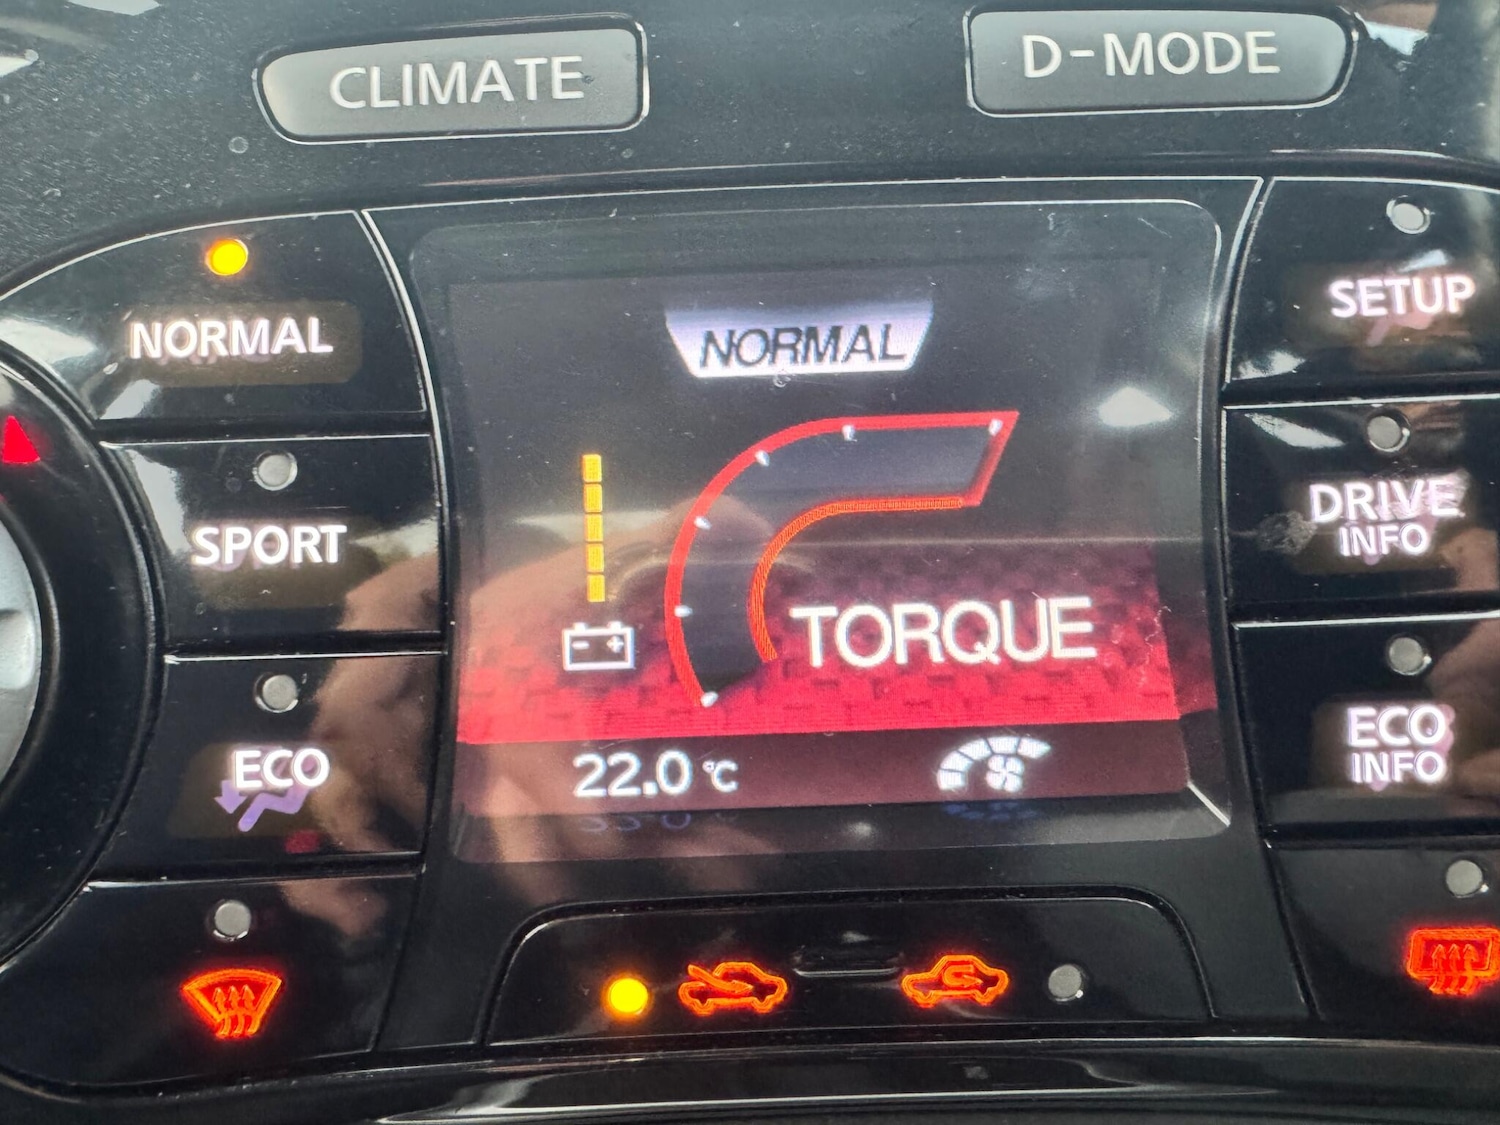 CLIMATE
D-MODE
NORMAL
NORMAL
SETUP
SPORT
DRIVE
INFO
TORQUE
ECO
ECO
INFO
22.0 °C